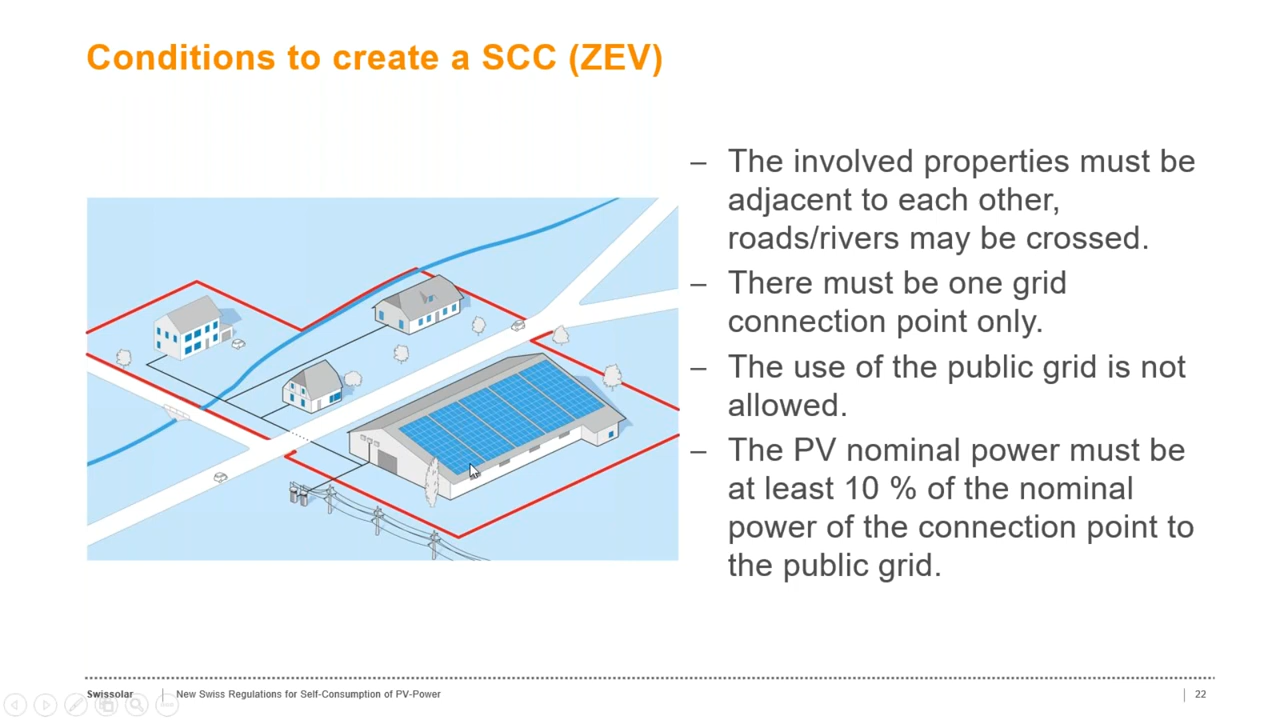 Conditions to create a SCC (ZEV)
– The involved properties must be
adjacent to each other,
roads/rivers may be crossed.
– There must be one grid
connection point only.
– The use of the public grid is not
allowed.
– The PV nominal power must be
at least 10 % of the nominal
power of the connection point to
the public grid.
Swissolar | New Swiss Regulations for Self-Consumption of PV-Power | 22